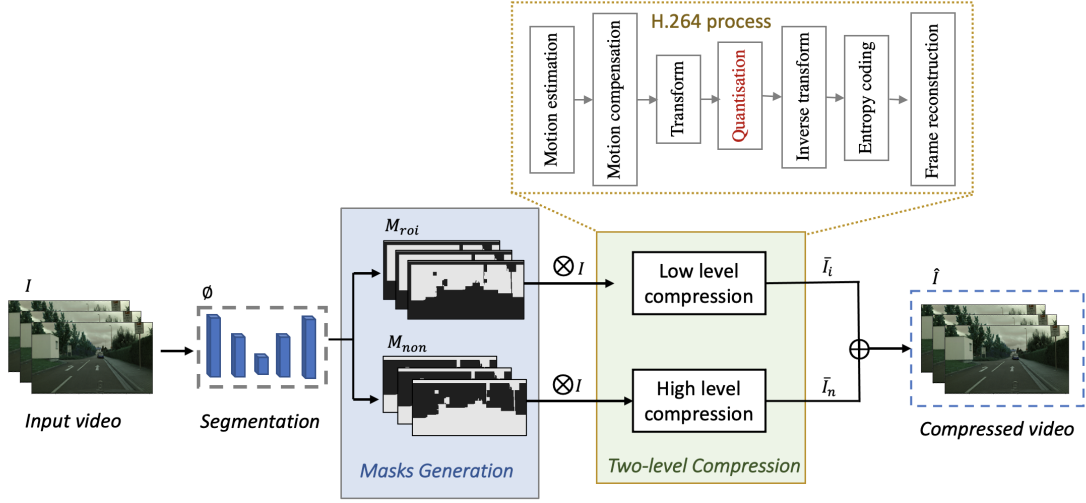 H.264 process
Motion estimation
Motion compensation
Transform
Quantisation
Inverse transform
Entropy coding
Frame reconstruction
I
Input video
Ø
Segmentation
M_roi
M_non
Masks Generation
⊗ I
⊗ I
Low level
compression
High level
compression
Two-level Compression
Ī_i
Ī_n
⊕
Î
Compressed video